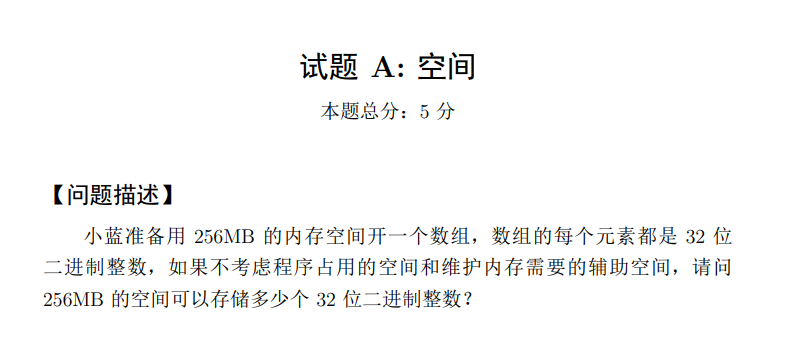 试题 A: 空间
本题总分：5 分
【问题描述】
小蓝准备用 256MB 的内存空间开一个数组，数组的每个元素都是 32 位
二进制整数，如果不考虑程序占用的空间和维护内存需要的辅助空间，请问
256MB 的空间可以存储多少个 32 位二进制整数？